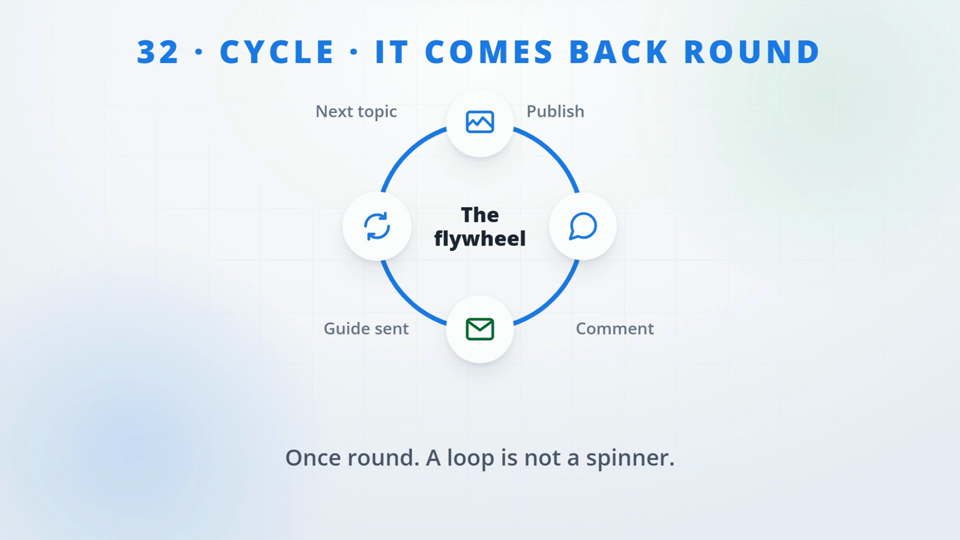 32 · CYCLE · IT COMES BACK ROUND
Next topic
Publish
The
flywheel
Guide sent
Comment
Once round. A loop is not a spinner.